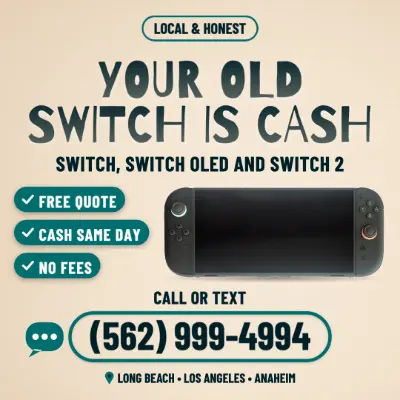 LOCAL & HONEST
YOUR OLD
SWITCH IS CASH
SWITCH, SWITCH OLED AND SWITCH 2
FREE QUOTE
CASH SAME DAY
NO FEES
CALL OR TEXT
(562) 999-4994
LONG BEACH • LOS ANGELES • ANAHEIM